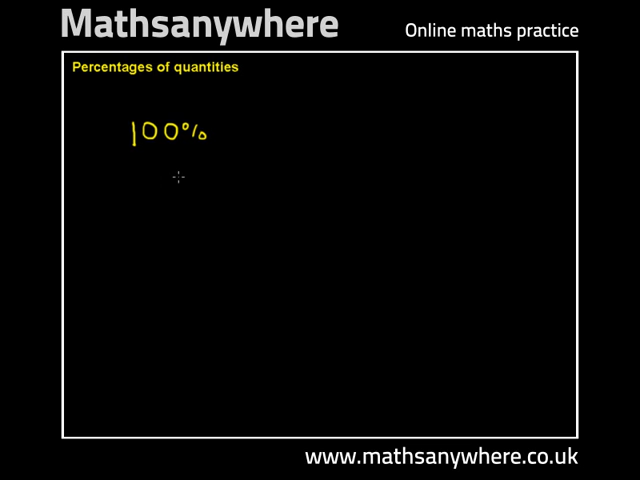 Mathsanywhere
Online maths practice
Percentages of quantities
100%
www.mathsanywhere.co.uk